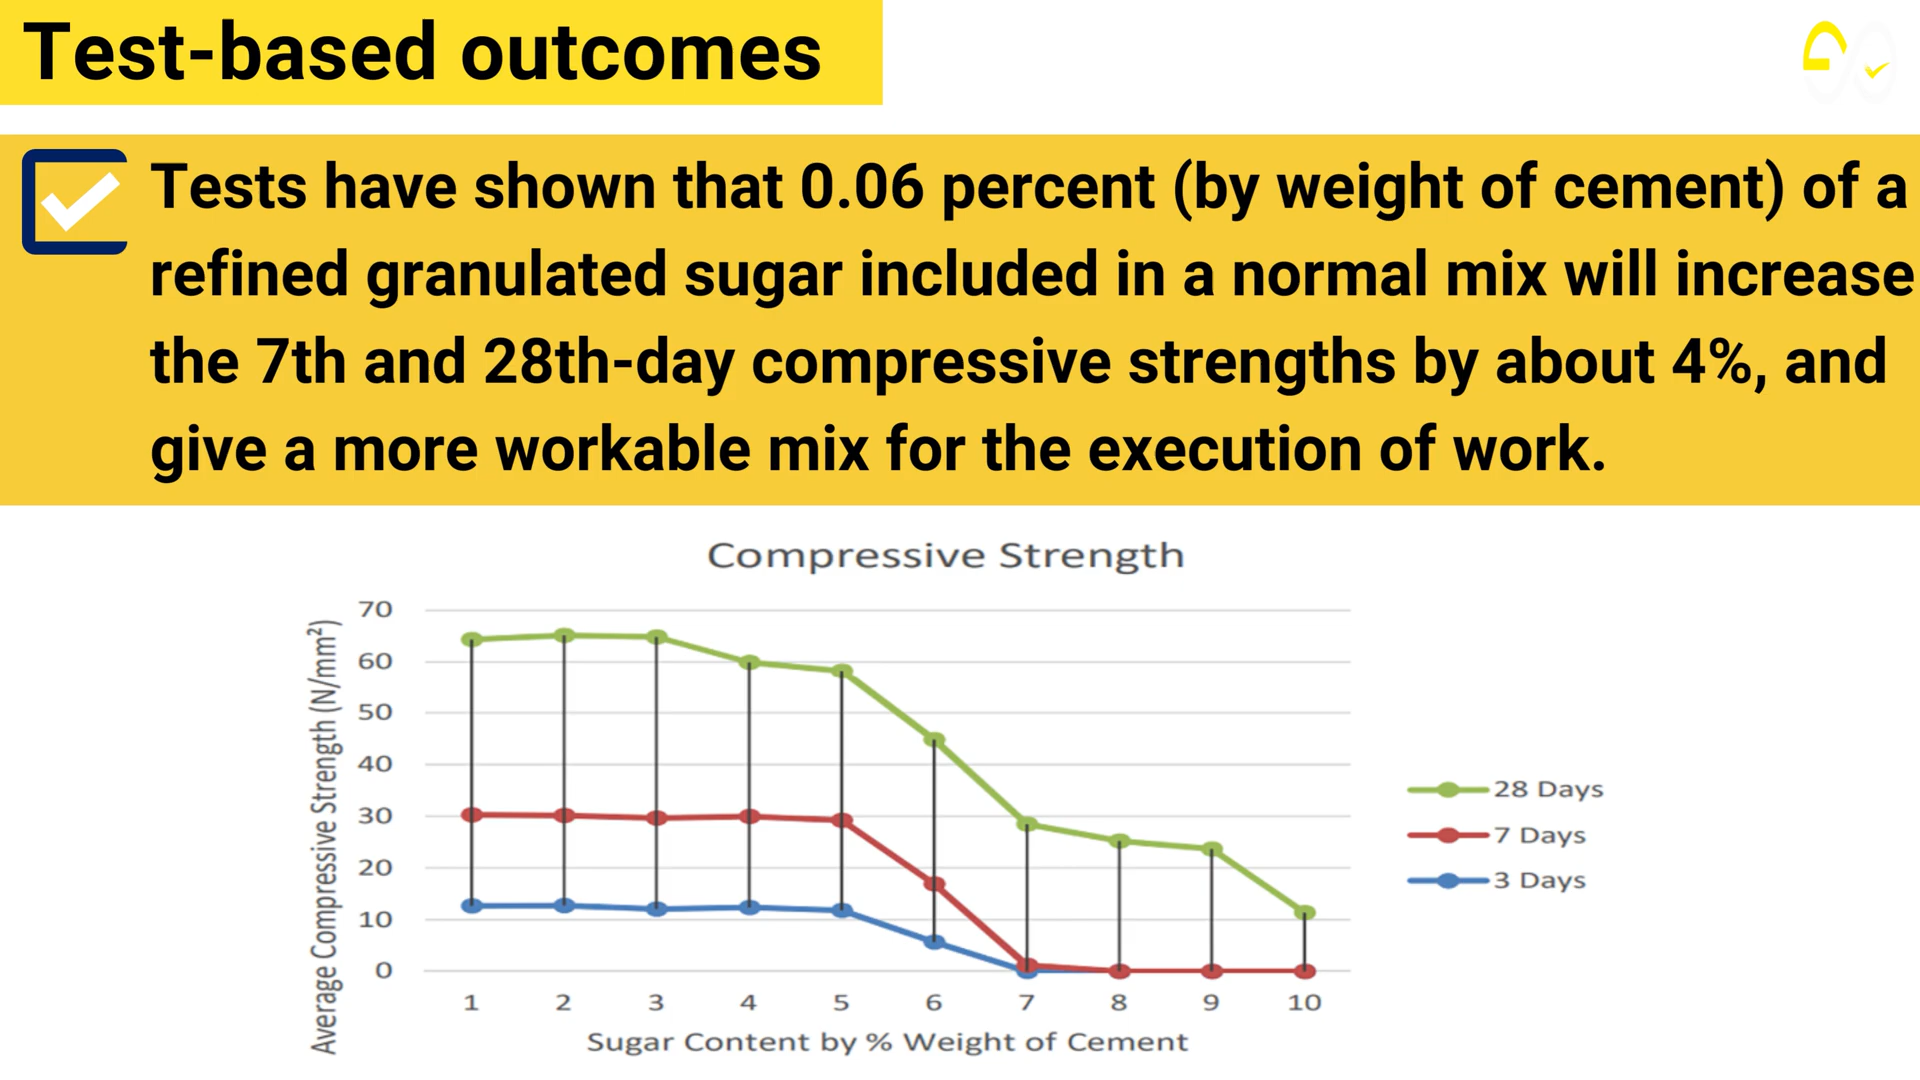 Test-based outcomes
Tests have shown that 0.06 percent (by weight of cement) of a
refined granulated sugar included in a normal mix will increase
the 7th and 28th-day compressive strengths by about 4%, and
give a more workable mix for the execution of work.
Compressive Strength
Average Compressive Strength (N/mm²)
70
60
50
40
30
20
10
0
1 2 3 4 5 6 7 8 9 10
Sugar Content by % Weight of Cement
28 Days
7 Days
3 Days